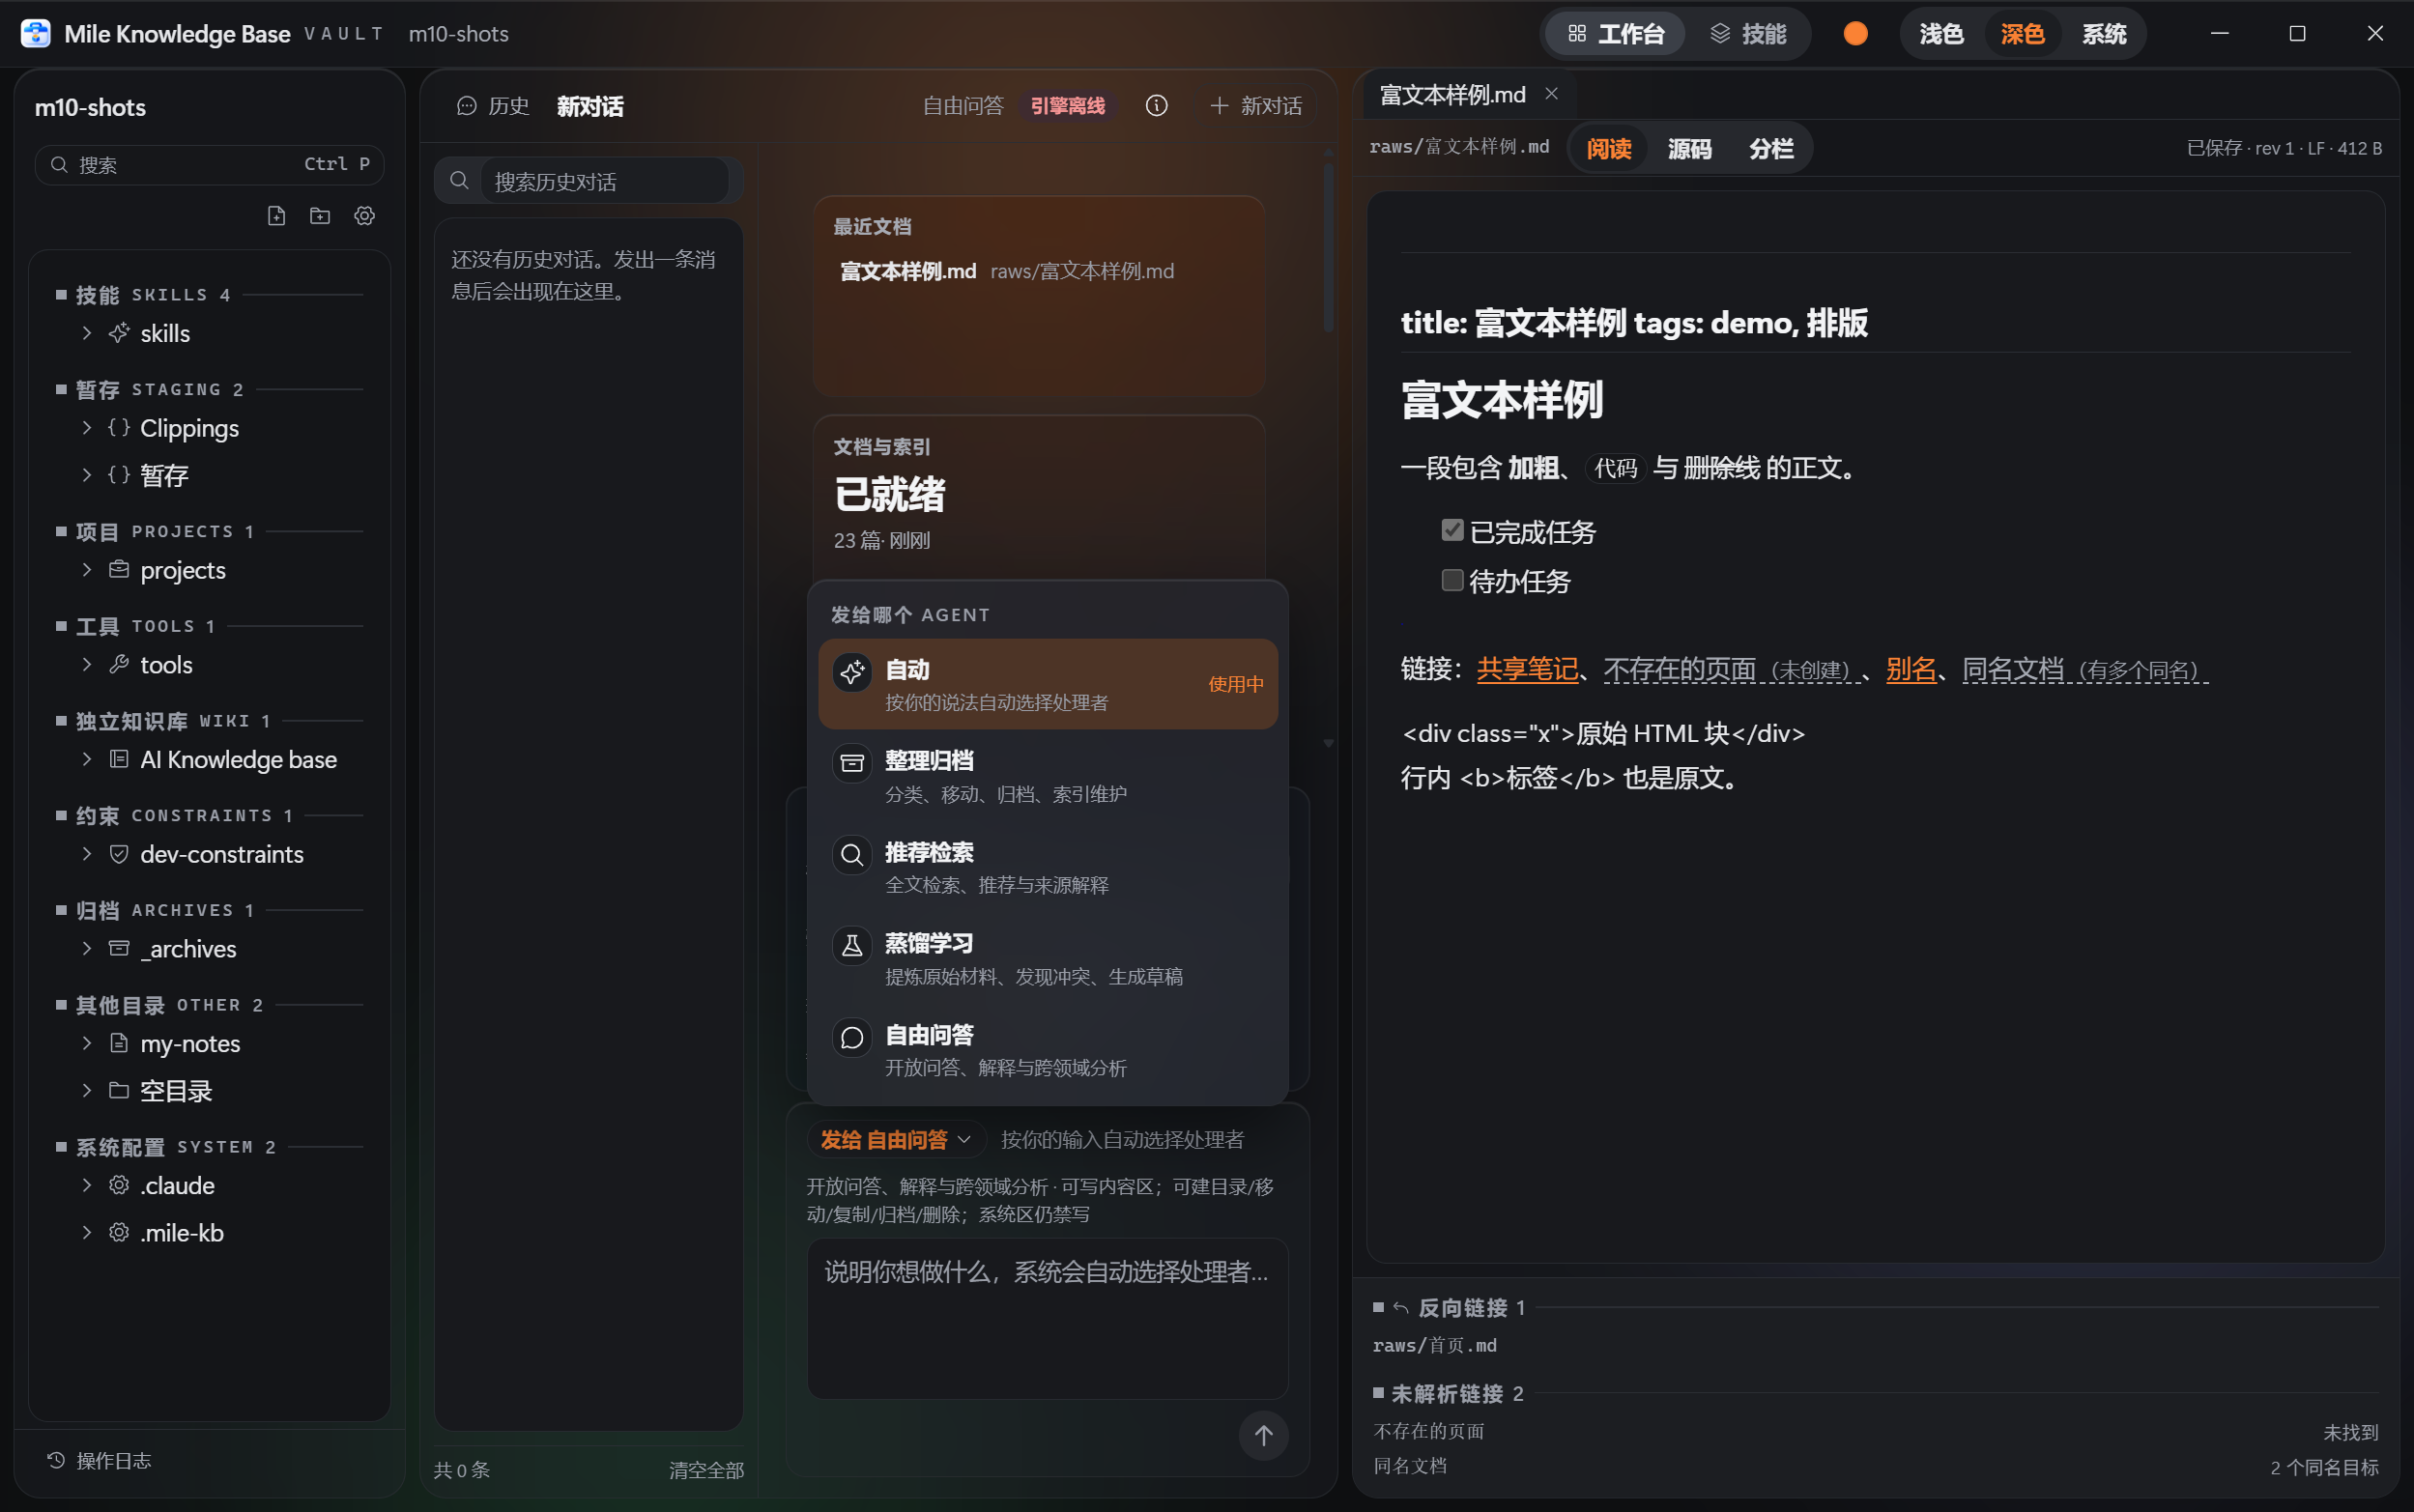 Mile Knowledge Base VAULT m10-shots
工作台 技能
浅色 深色 系统
m10-shots
搜索 Ctrl P
技能 SKILLS 4
skills
暂存 STAGING 2
Clippings
暂存
项目 PROJECTS 1
projects
工具 TOOLS 1
tools
独立知识库 WIKI 1
AI Knowledge base
约束 CONSTRAINTS 1
dev-constraints
归档 ARCHIVES 1
_archives
其他目录 OTHER 2
my-notes
空目录
系统配置 SYSTEM 2
.claude
.mile-kb
操作日志
历史 新对话
自由问答 引擎离线 新对话
搜索历史对话
还没有历史对话。发出一条消
息后会出现在这里。
共 0 条 清空全部
最近文档
富文本样例.md raws/富文本样例.md
文档与索引
已就绪
23 篇· 刚刚
发给哪个 AGENT
自动
按你的说法自动选择处理者
使用中
整理归档
分类、移动、归档、索引维护
推荐检索
全文检索、推荐与来源解释
蒸馏学习
提炼原始材料、发现冲突、生成草稿
自由问答
开放问答、解释与跨领域分析
发给 自由问答 按你的输入自动选择处理者
开放问答、解释与跨领域分析 · 可写内容区；可建目录/移
动/复制/归档/删除；系统区仍禁写
说明你想做什么，系统会自动选择处理者...
富文本样例.md
raws/富文本样例.md 阅读 源码 分栏
已保存 · rev 1 · LF · 412 B
title: 富文本样例 tags: demo, 排版
富文本样例
一段包含 加粗、 代码 与 删除线 的正文。
已完成任务
待办任务
链接：共享笔记、不存在的页面（未创建）、别名、同名文档（有多个同名）
<div class="x">原始 HTML 块</div>
行内 <b>标签</b> 也是原文。
反向链接 1
raws/首页.md
未解析链接 2
不存在的页面 未找到
同名文档 2 个同名目标